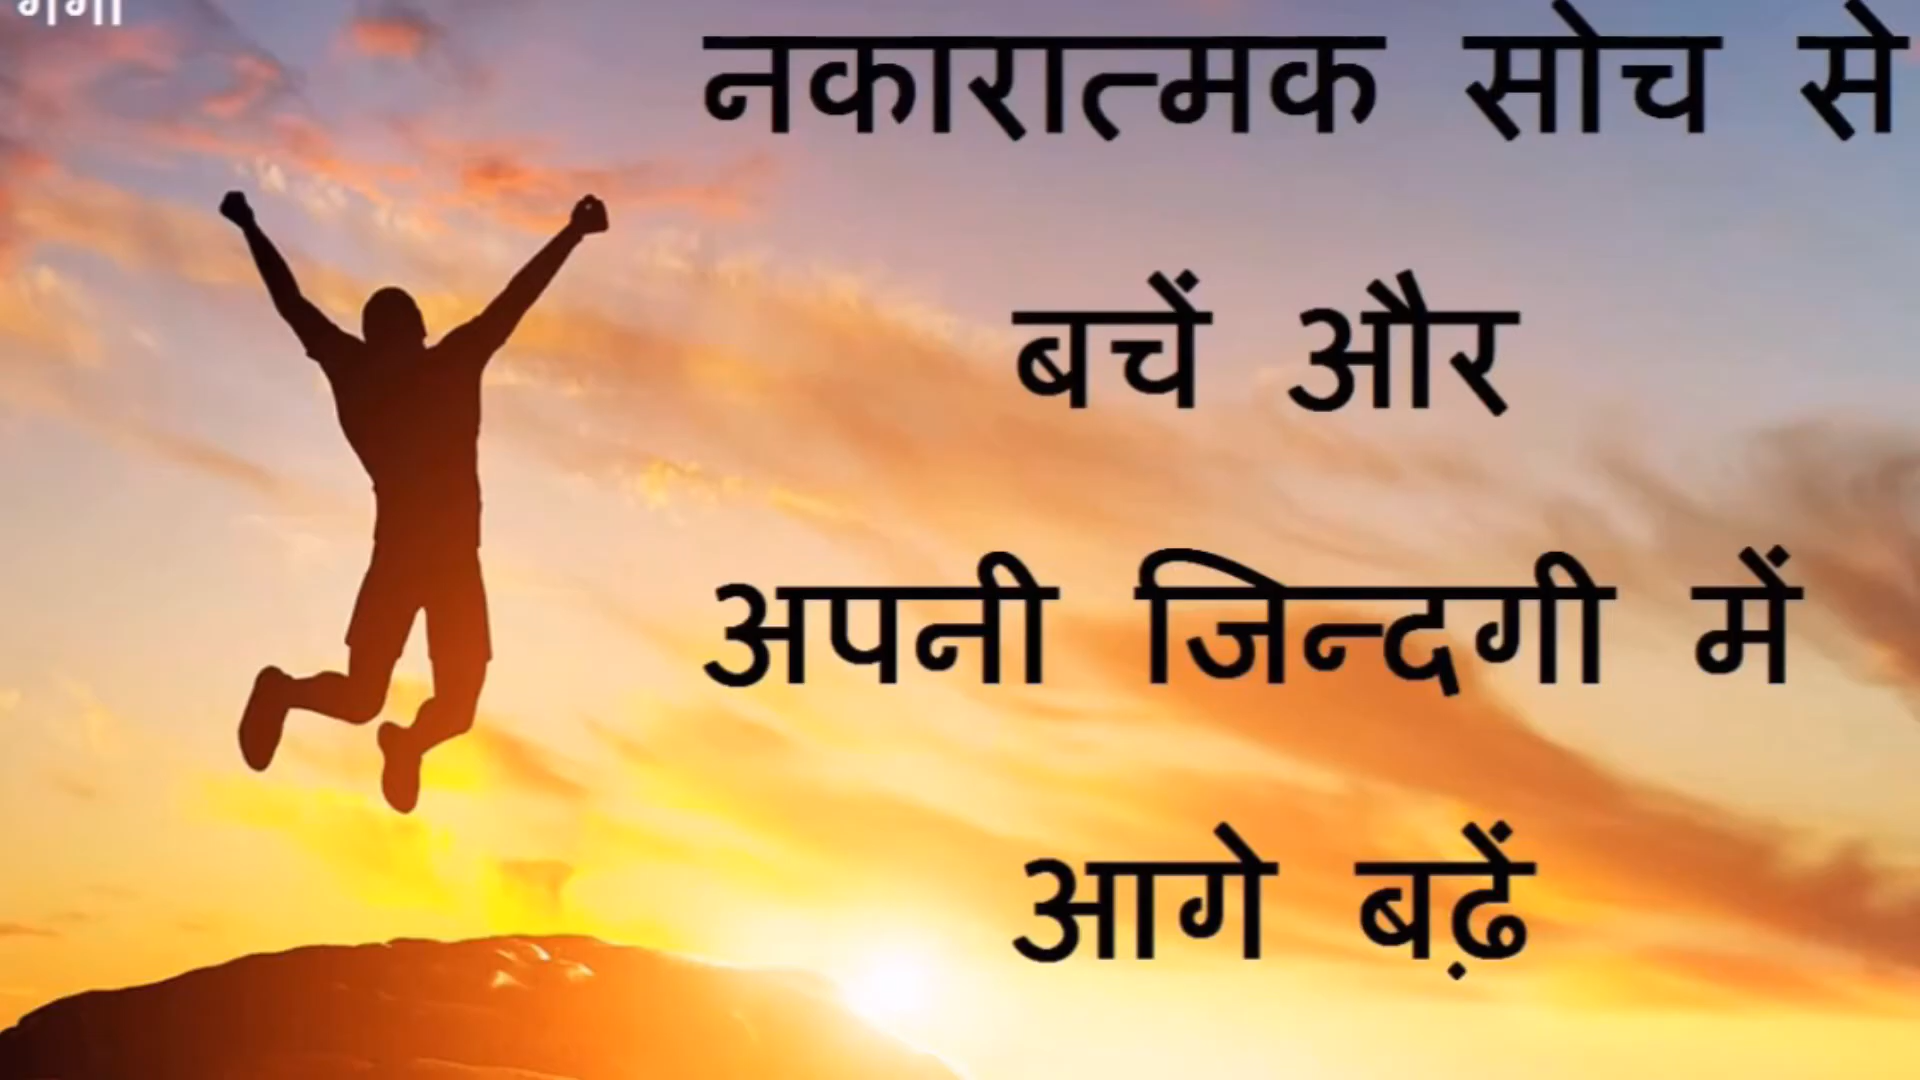 नकारात्मक सोच से
बचें और
अपनी जिन्दगी में
आगे बढ़ें